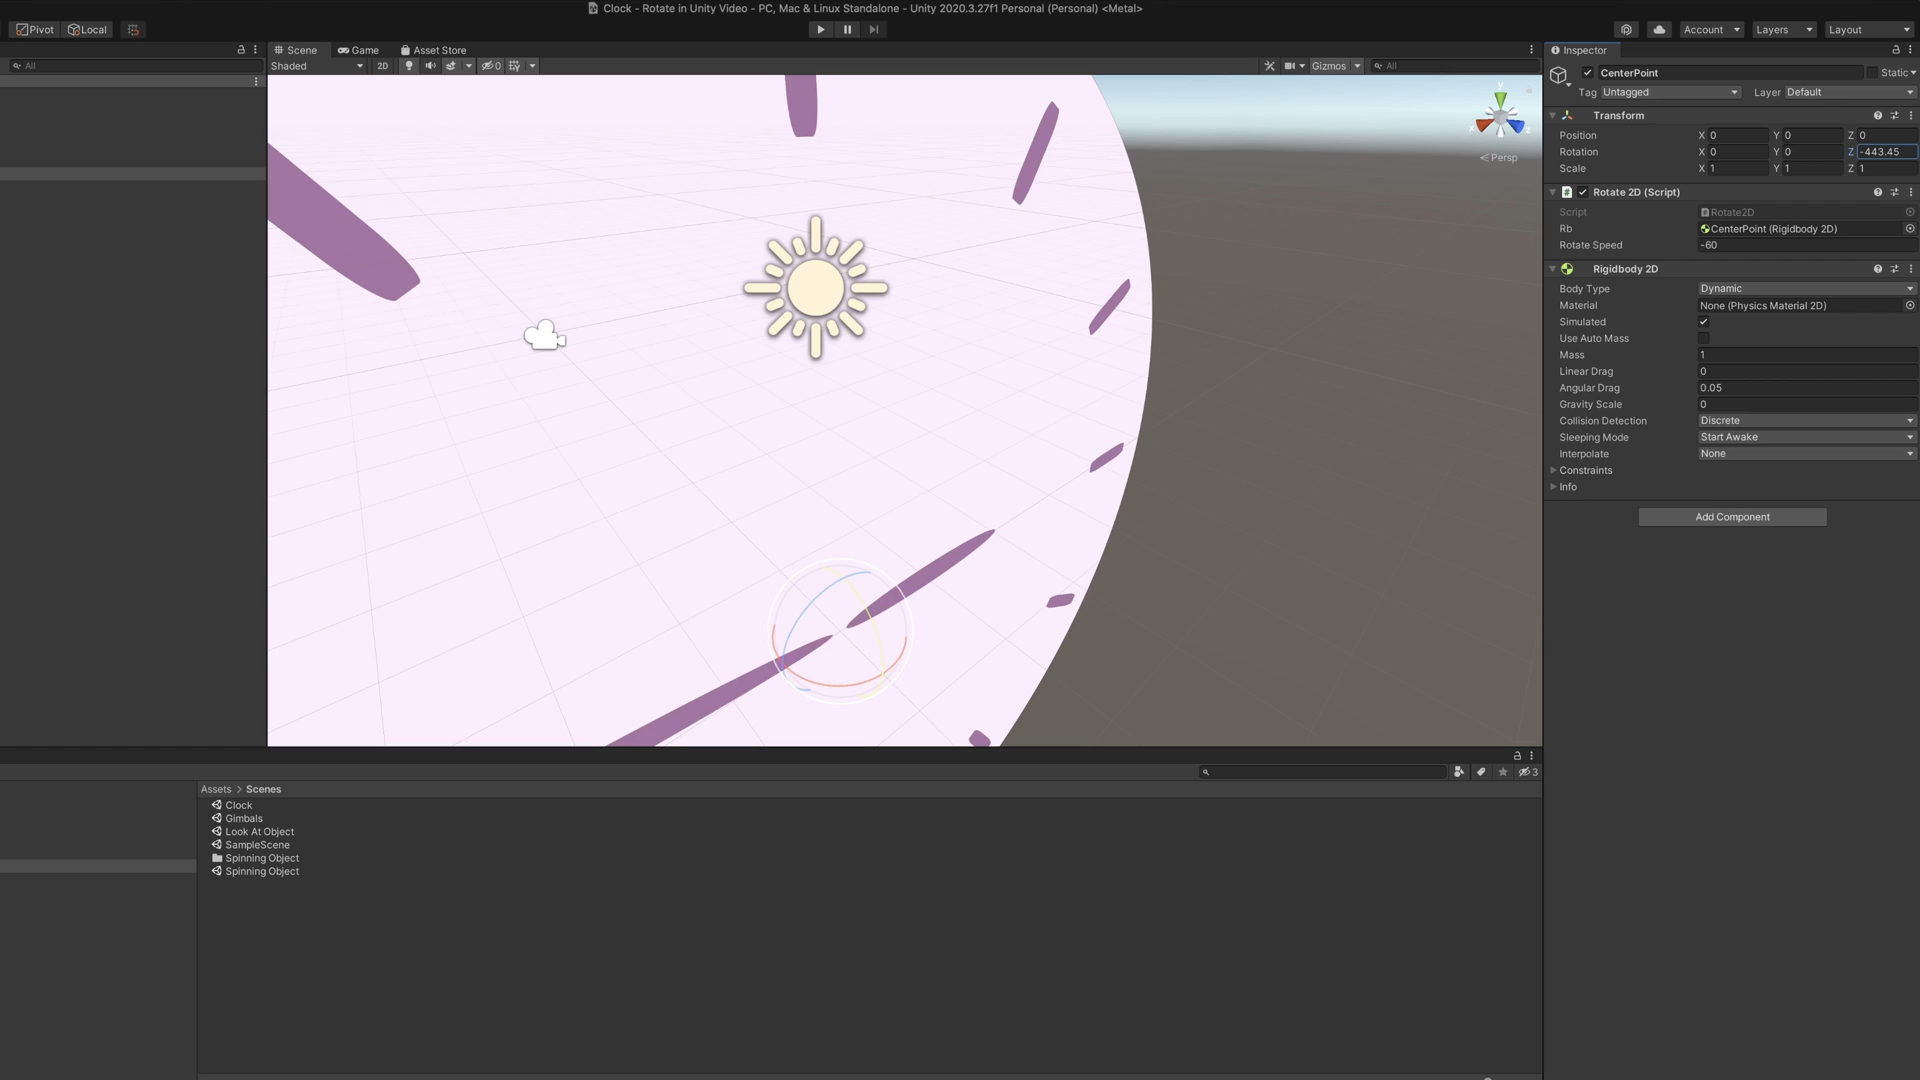 Clock - Rotate in Unity Video - PC, Mac & Linux Standalone - Unity 2020.3.27f1 Personal (Personal) <Metal>
Pivot Local Account Layers Layout
Scene Game Asset Store Inspector
All Shaded 2D 0 Gizmos All
CenterPoint Static
Tag Untagged Layer Default
Transform
Position X 0 Y 0 Z 0
Rotation X 0 Y 0 Z -443.45
Scale X 1 Y 1 Z 1
y
x z
Persp
Rotate 2D (Script)
Script Rotate2D
Rb CenterPoint (Rigidbody 2D)
Rotate Speed -60
Rigidbody 2D
Body Type Dynamic
Material None (Physics Material 2D)
Simulated
Use Auto Mass
Mass 1
Linear Drag 0
Angular Drag 0.05
Gravity Scale 0
Collision Detection Discrete
Sleeping Mode Start Awake
Interpolate None
Constraints
Info
Add Component
3
Assets > Scenes
Clock
Gimbals
Look At Object
SampleScene
Spinning Object
Spinning Object